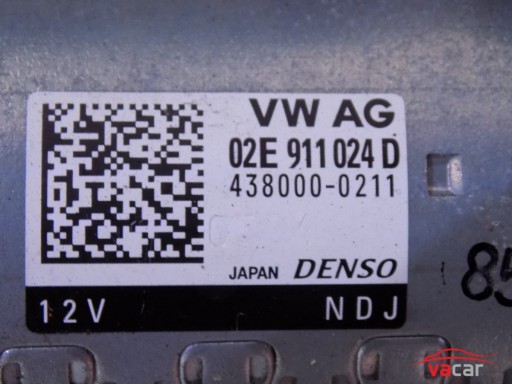 VW AG
02E 911 024 D
438000-0211
JAPAN DENSO
12V NDJ
85
vacar